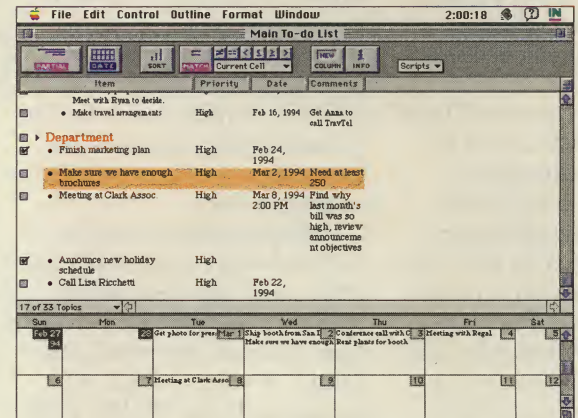 File Edit Control Outline Format Window 2:00:18
Main To-do List
PARTIAL DATE SORT MATCH Current Cell NEW COLUMN INFO Scripts
Item Priority Date Comments
Meet with Ryan to decide.
• Make travel arrangements High Feb 16, 1994 Get Anna to
call TravTel
Department
• Finish marketing plan High Feb 24,
1994
• Make sure we have enough High Mar 2, 1994 Need at least
brochures 250
• Meeting at Clark Assoc. High Mar 8, 1994 Find why
2:00 PM last month's
bill was so
high, review
announceme
nt objectives
• Announce new holiday High
schedule
• Call Lisa Ricchetti High Feb 22,
1994
17 of 33 Topics
Sun Mon Tue Wed Thu Fri Sat
Feb 27 28 Get photo for pres Mar 1 Ship booth from San 2 Conference call with C 3 Meeting with Regal 4 5
94 Make sure we have enough Rent plants for booth
6 7 Meeting at Clark Asso 8 9 10 11 12